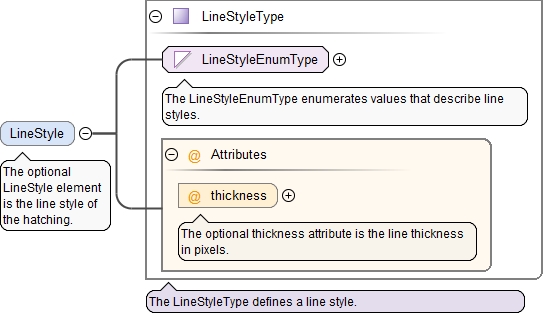 LineStyleType
LineStyleEnumType
The LineStyleEnumType enumerates values that describe line
styles.
LineStyle
The optional
LineStyle element
is the line style of
the hatching.
@ Attributes
@ thickness
The optional thickness attribute is the line thickness
in pixels.
The LineStyleType defines a line style.